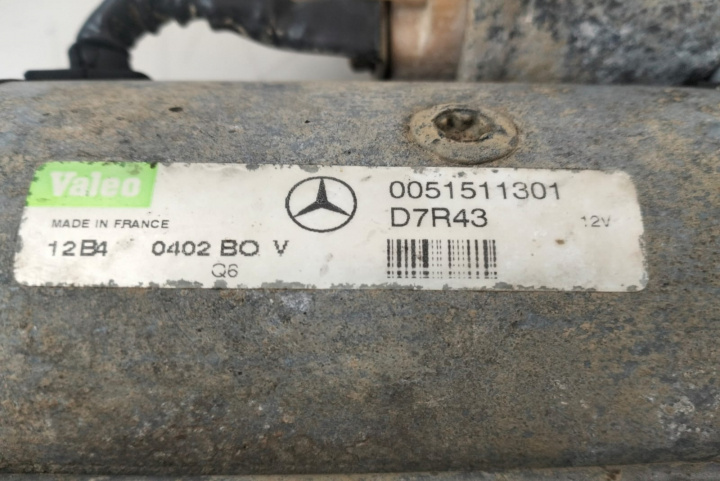 Valeo
MADE IN FRANCE
12B4 0402 BO V
Q6
0051511301
D7R43
12V